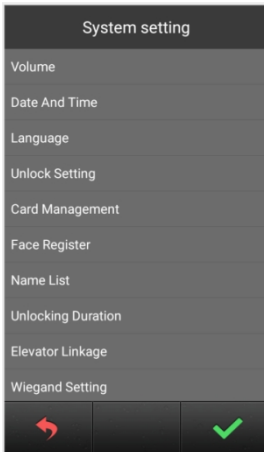 System setting
Volume
Date And Time
Language
Unlock Setting
Card Management
Face Register
Name List
Unlocking Duration
Elevator Linkage
Wiegand Setting